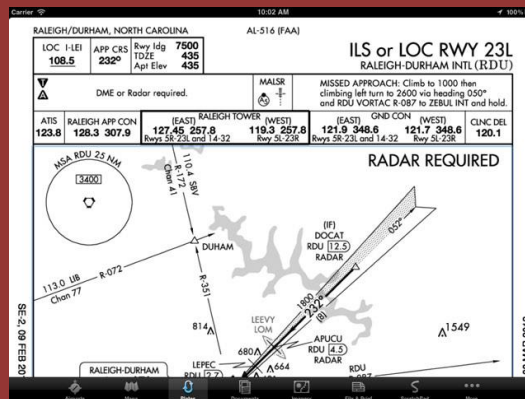 Carrier
10:02 AM
100%
RALEIGH/DURHAM, NORTH CAROLINA
AL-516 (FAA)
LOC I-LEI
108.5
APP CRS
232°
Rwy ldg 7500
TDZE 435
Apt Elev 435
ILS or LOC RWY 23L
RALEIGH-DURHAM INTL (RDU)
DME or Radar required.
MALSR
MISSED APPROACH: Climb to 1000 then
climbing left turn to 2600 via heading 050°
and RDU VORTAC R-087 to ZEBUL INT and hold.
ATIS
123.8
RALEIGH APP CON
128.3 307.9
RALEIGH TOWER
(EAST) (WEST)
127.45 257.8 119.3 257.8
Rwys 5R-23L and 14-32 Rwy 5L-23R
GND CON
(EAST) (WEST)
121.9 348.6 121.7 348.6
Rwys 5R-23L and 14-32 Rwy 5L-23R
CLNC DEL
120.1
RADAR REQUIRED
MSA RDU 25 NM
3400
110.4 SBV
Chan 41
R-172
DUHAM
113.0 LIB
Chan 77
R-072
R-351
(IF)
DOCAT
RDU 12.5
RADAR
052°
1800
232°
(8)
LEEVY
LOM
APUCU
RDU 4.5
RADAR
814
680
664
1549
LEPEC
RDU 2.7
RALEIGH-DURHAM
RDU
SE-2, 09 FEB 20
Plates
Documents
More